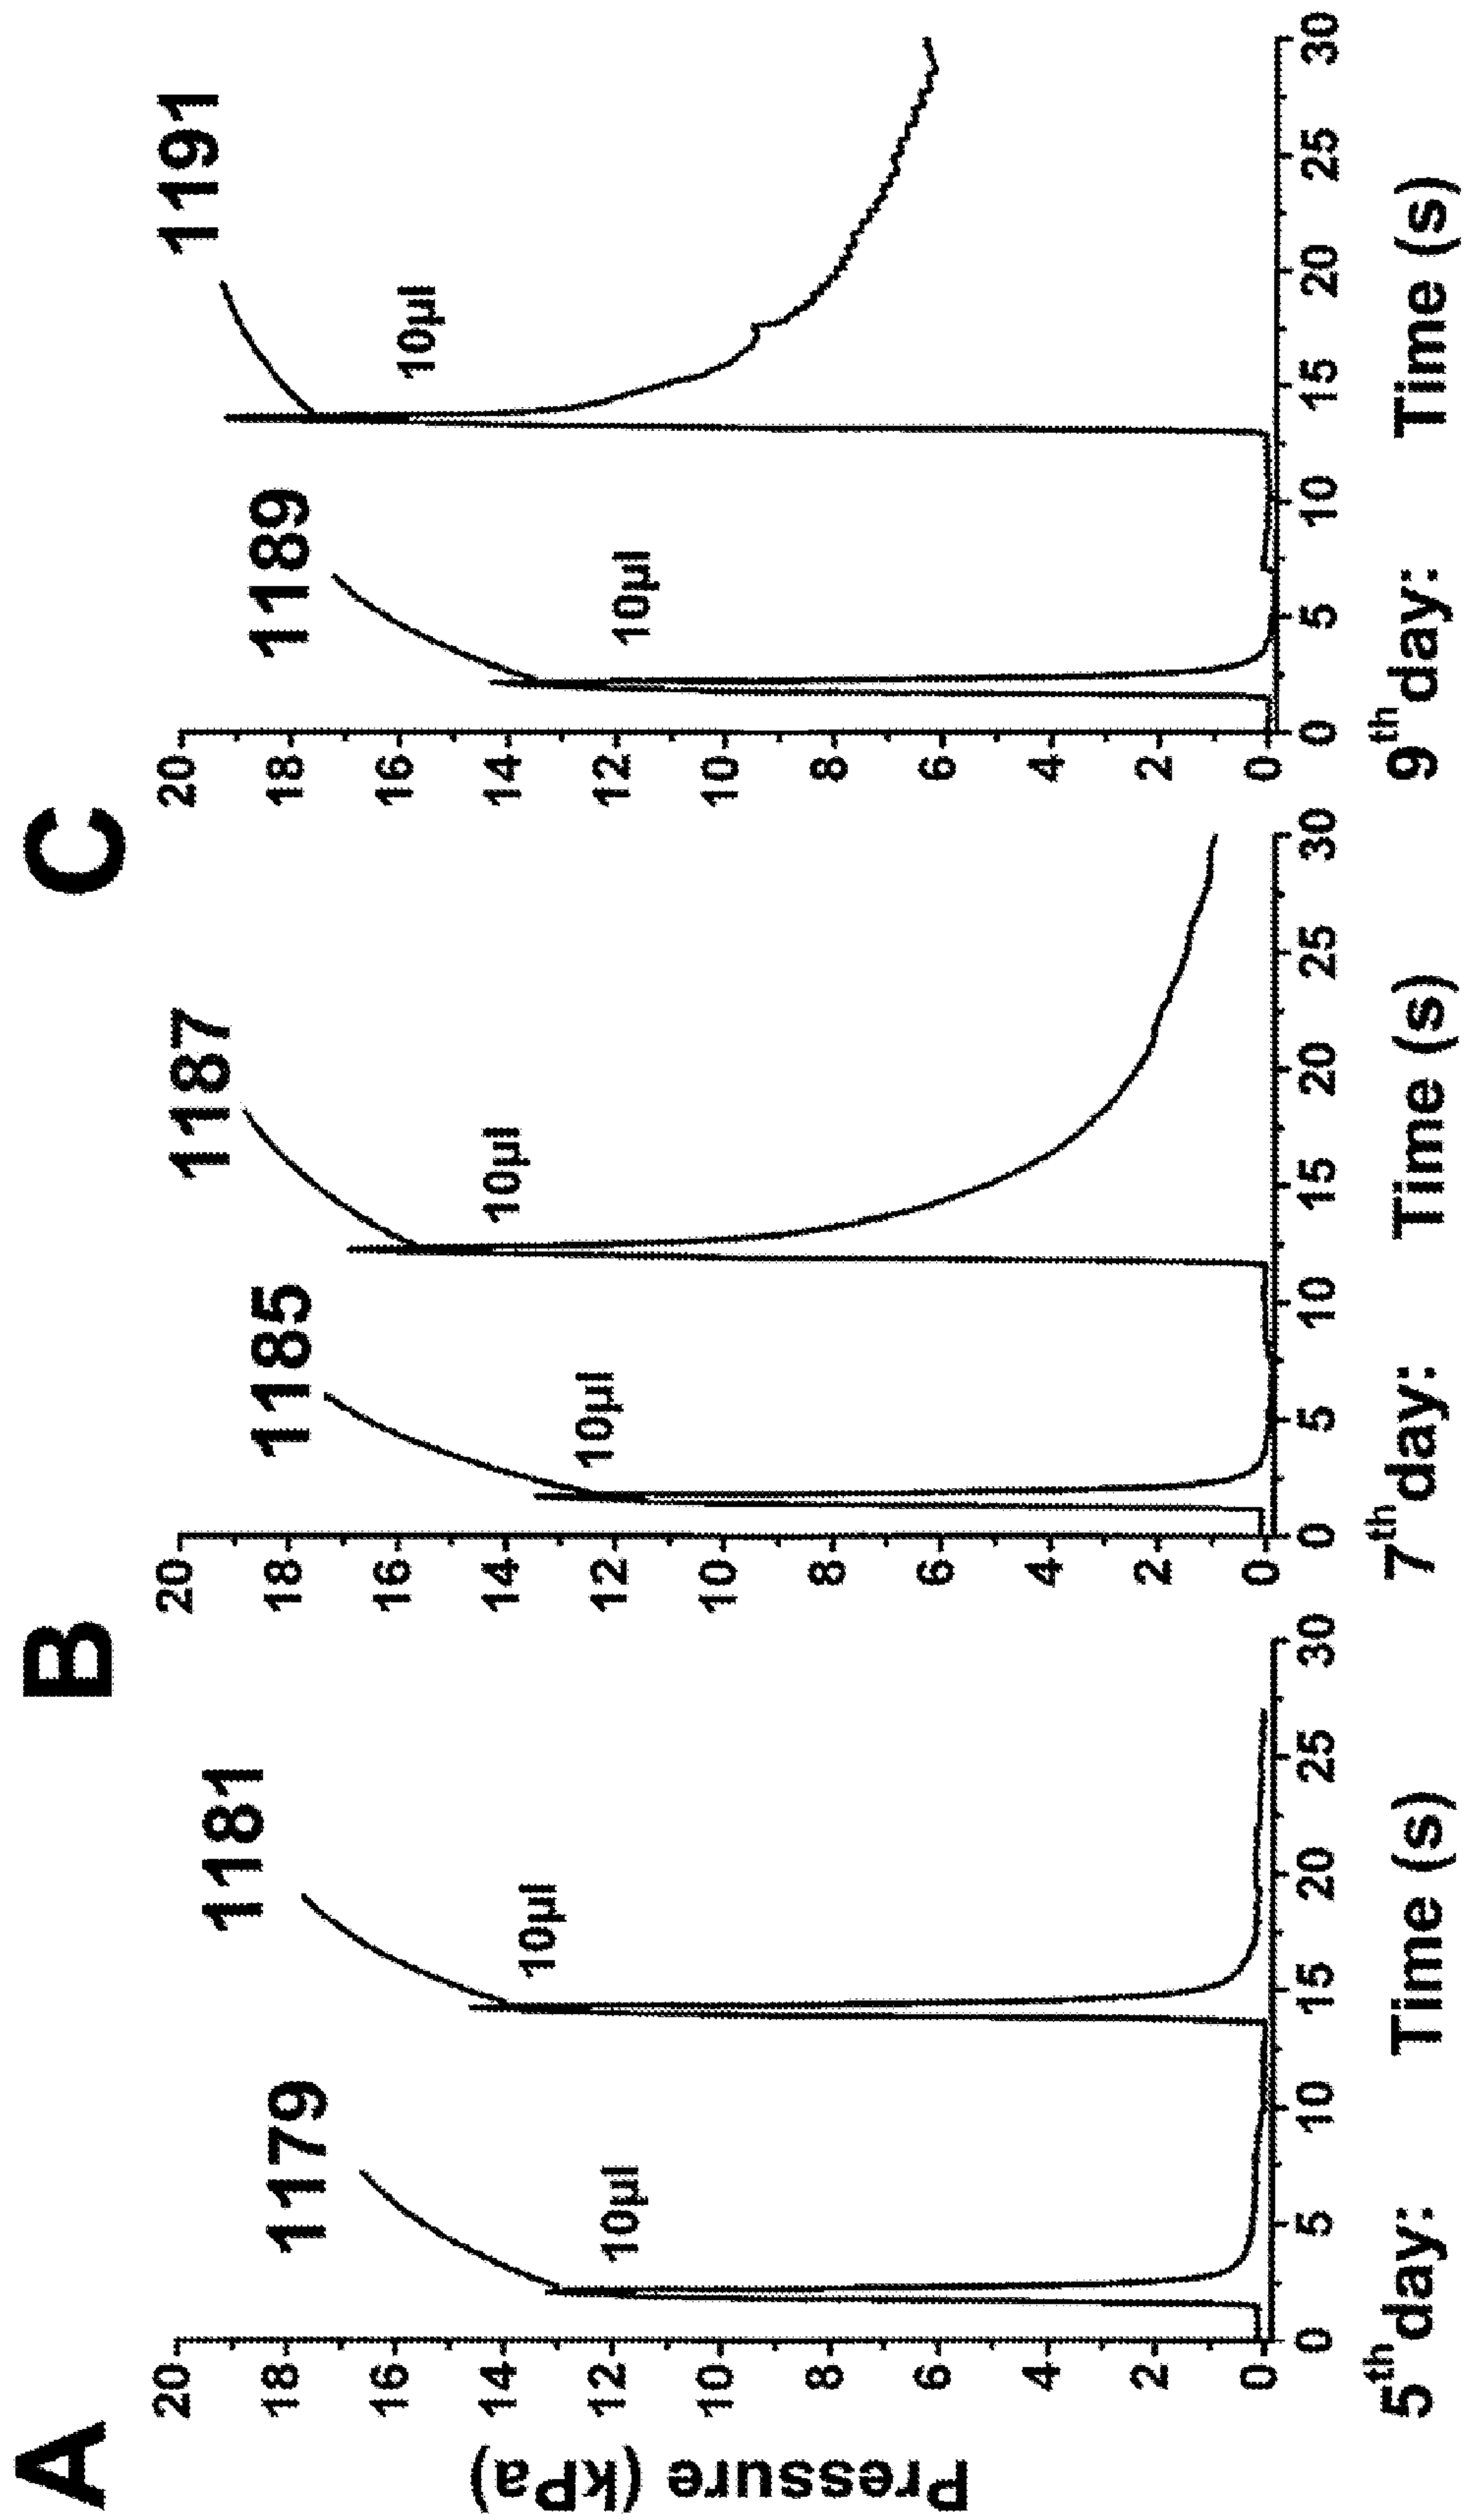 A
Pressure (kPa)
20
18
16
14
12
10
8
6
4
2
0
1179
10µl
1181
10µl
0 5 10 15 20 25 30
5th day: Time (s)
B
20
18
16
14
12
10
8
6
4
2
0
1185
10µl
1187
10µl
0 5 10 15 20 25 30
7th day: Time (s)
C
20
18
16
14
12
10
8
6
4
2
0
1189
10µl
1191
10µl
0 5 10 15 20 25 30
9th day: Time (s)